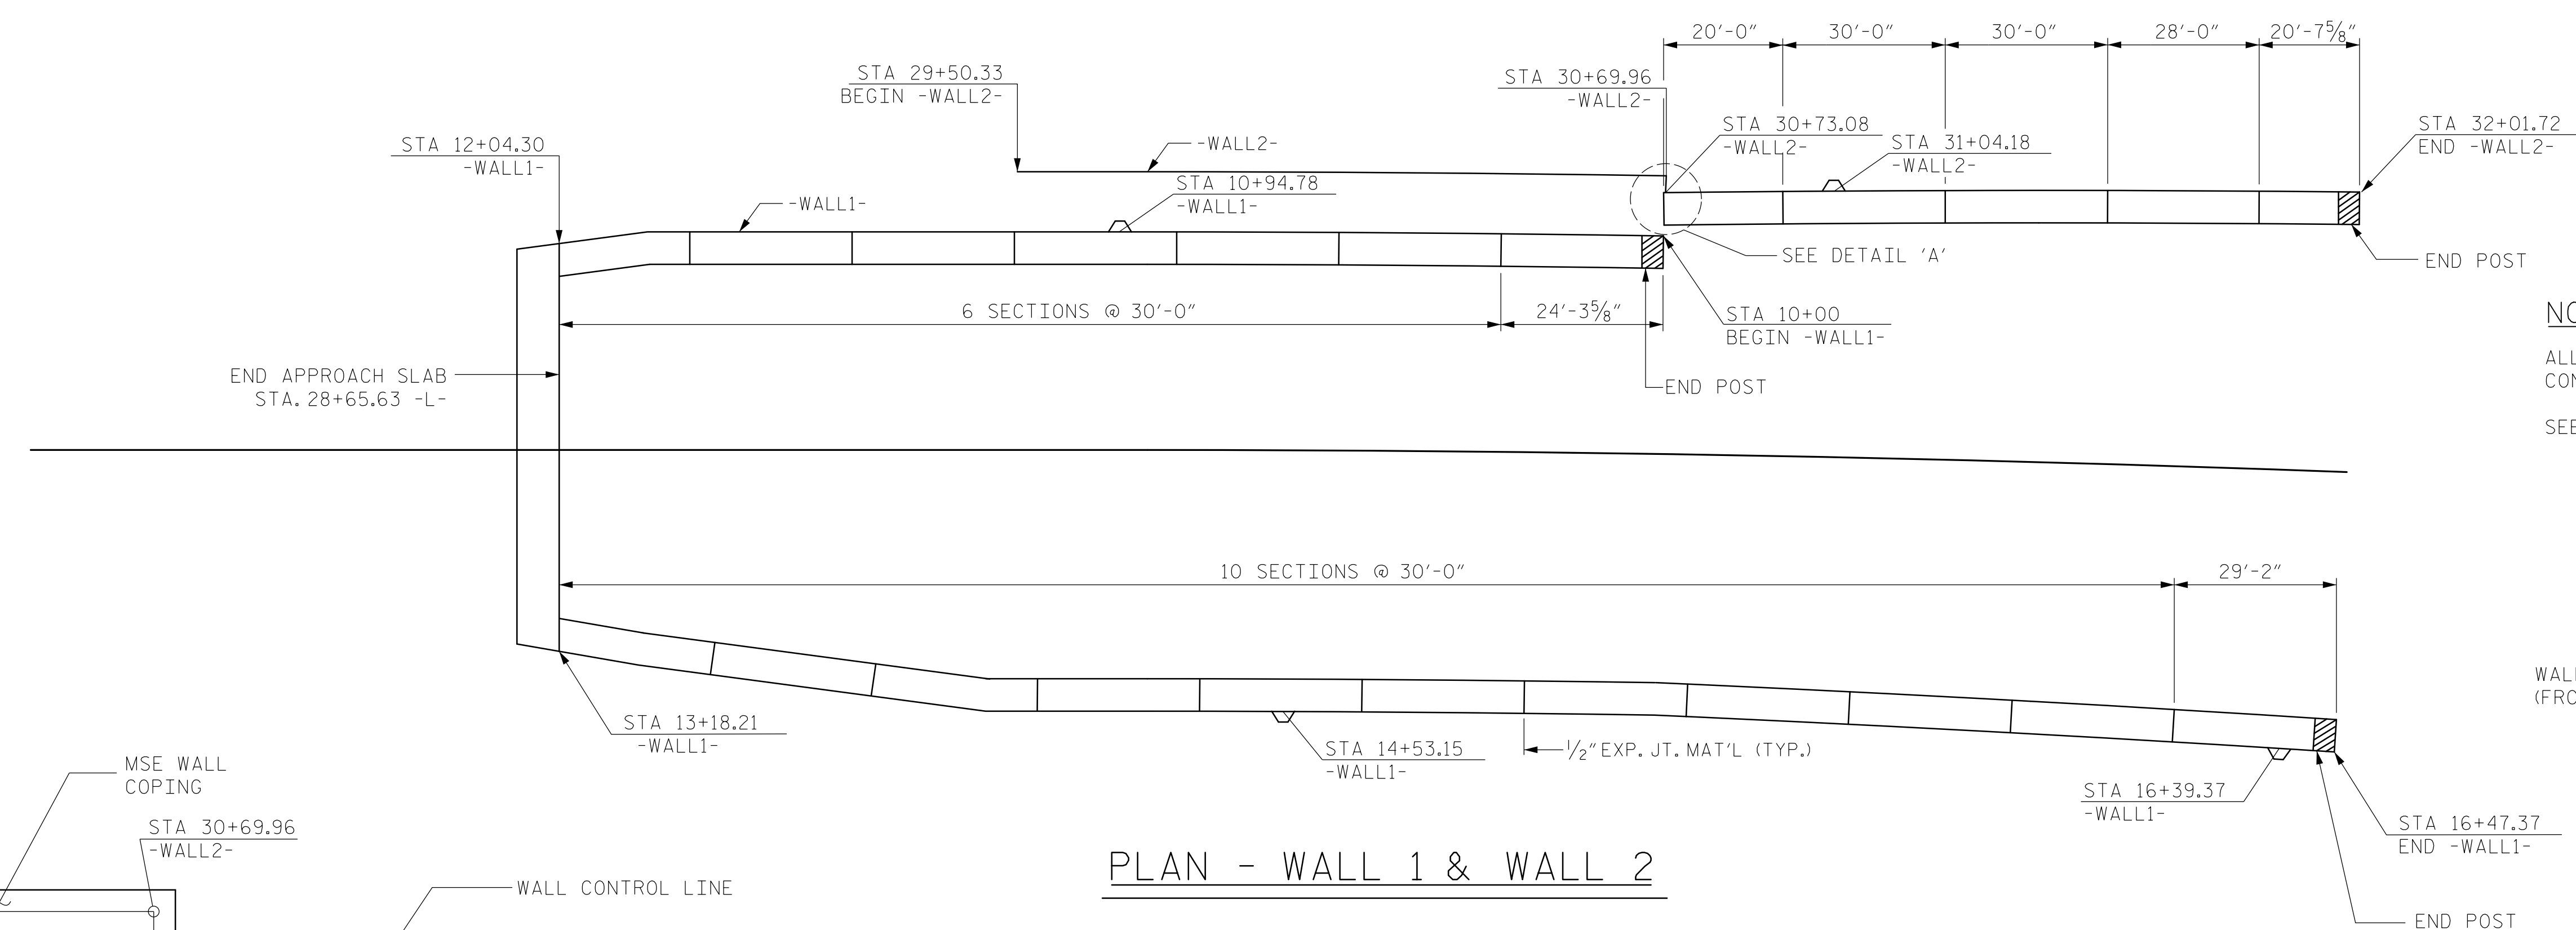 20'-0" 30'-0" 30'-0" 28'-0" 20'-7⅝"
STA 29+50.33
BEGIN -WALL2-
STA 30+69.96
-WALL2-
STA 30+73.08
-WALL2-
STA 31+04.18
-WALL2-
STA 32+01.72
END -WALL2-
STA 12+04.30
-WALL1-
-WALL2-
STA 10+94.78
-WALL1-
-WALL1-
SEE DETAIL 'A'
END POST
6 SECTIONS @ 30'-0"
24'-3⅝"
STA 10+00
BEGIN -WALL1-
END APPROACH SLAB
STA. 28+65.63 -L-
END POST
NO
ALL
CON
SEE
10 SECTIONS @ 30'-0"
29'-2"
WALL
(FRO
STA 13+18.21
-WALL1-
STA 14+53.15
-WALL1-
½" EXP. JT. MAT'L (TYP.)
STA 16+39.37
-WALL1-
STA 16+47.37
END -WALL1-
MSE WALL
COPING
STA 30+69.96
-WALL2-
WALL CONTROL LINE
PLAN - WALL 1 & WALL 2
END POST